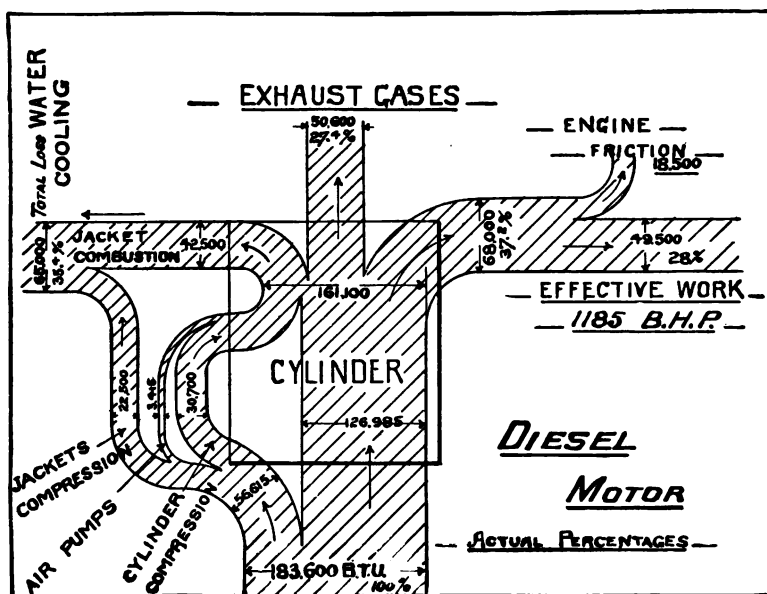 EXHAUST GASES
50,600
27.4%
ENGINE
FRICTION
18.500
TOTAL LOSS WATER
COOLING
65,000
35.4%
JACKET
COMBUSTION
42,500
161,100
68,000
37.2%
49,500
28%
EFFECTIVE WORK
1185 B.H.P.
CYLINDER
22,500
3,915
30,700
126,985
JACKETS
COMPRESSION
AIR PUMPS
CYLINDER
COMPRESSION
56,615
183,600 B.T.U.
100%
DIESEL
MOTOR
ACTUAL PERCENTAGES